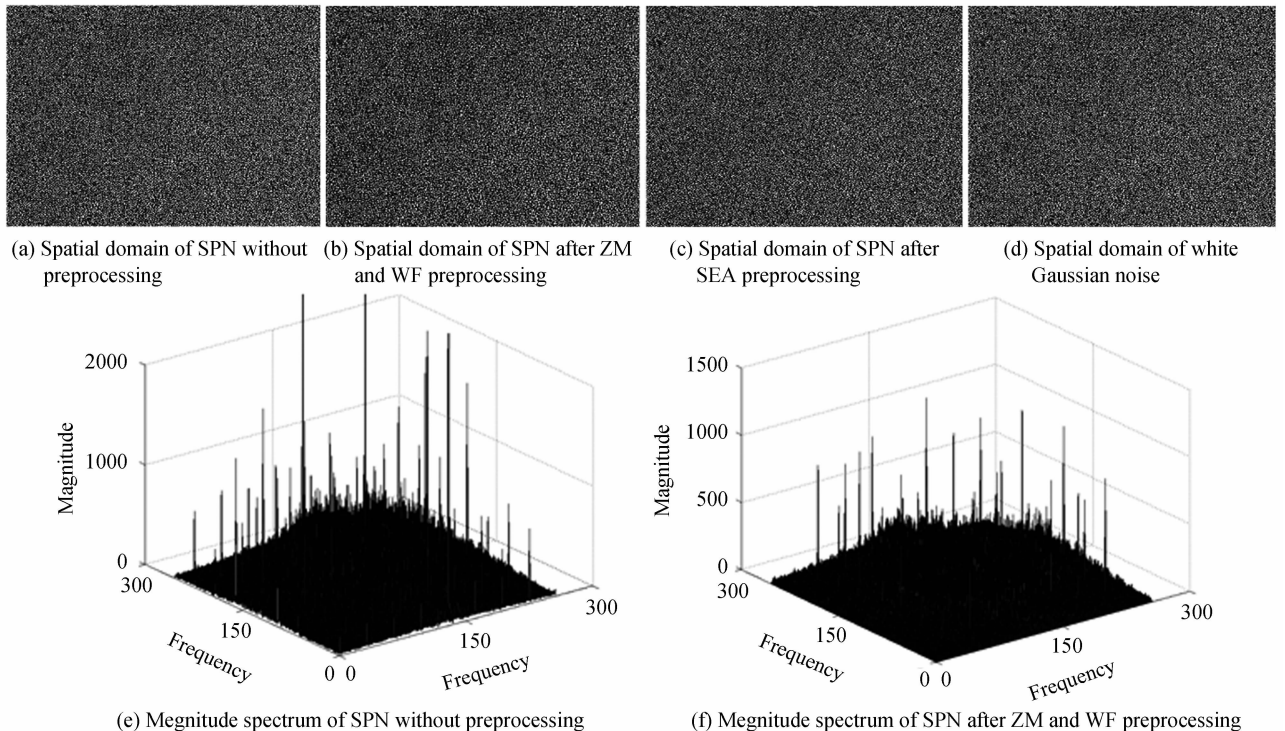 (a) Spatial domain of SPN without
preprocessing
(b) Spatial domain of SPN after ZM
and WF preprocessing
(c) Spatial domain of SPN after
SEA preprocessing
(d) Spatial domain of white
Gaussian noise
2000
1000
0
Magnitude
300
150
0
Frequency
0
150
300
Frequency
(e) Megnitude spectrum of SPN without preprocessing
1500
1000
500
0
Magnitude
300
150
0
Frequency
0
150
300
Frequency
(f) Megnitude spectrum of SPN after ZM and WF preprocessing